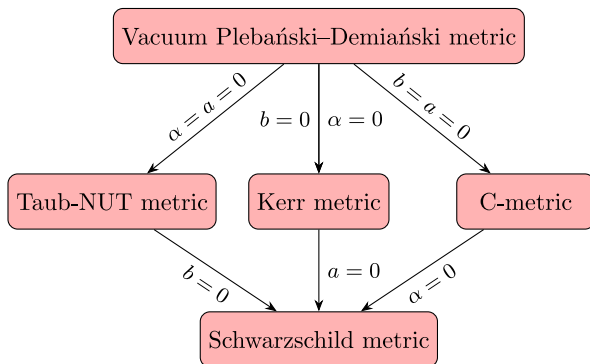 Vacuum Plebański–Demiański metric
α = a = 0
b = 0
α = 0
b = a = 0
Taub-NUT metric
Kerr metric
C-metric
b = 0
a = 0
α = 0
Schwarzschild metric